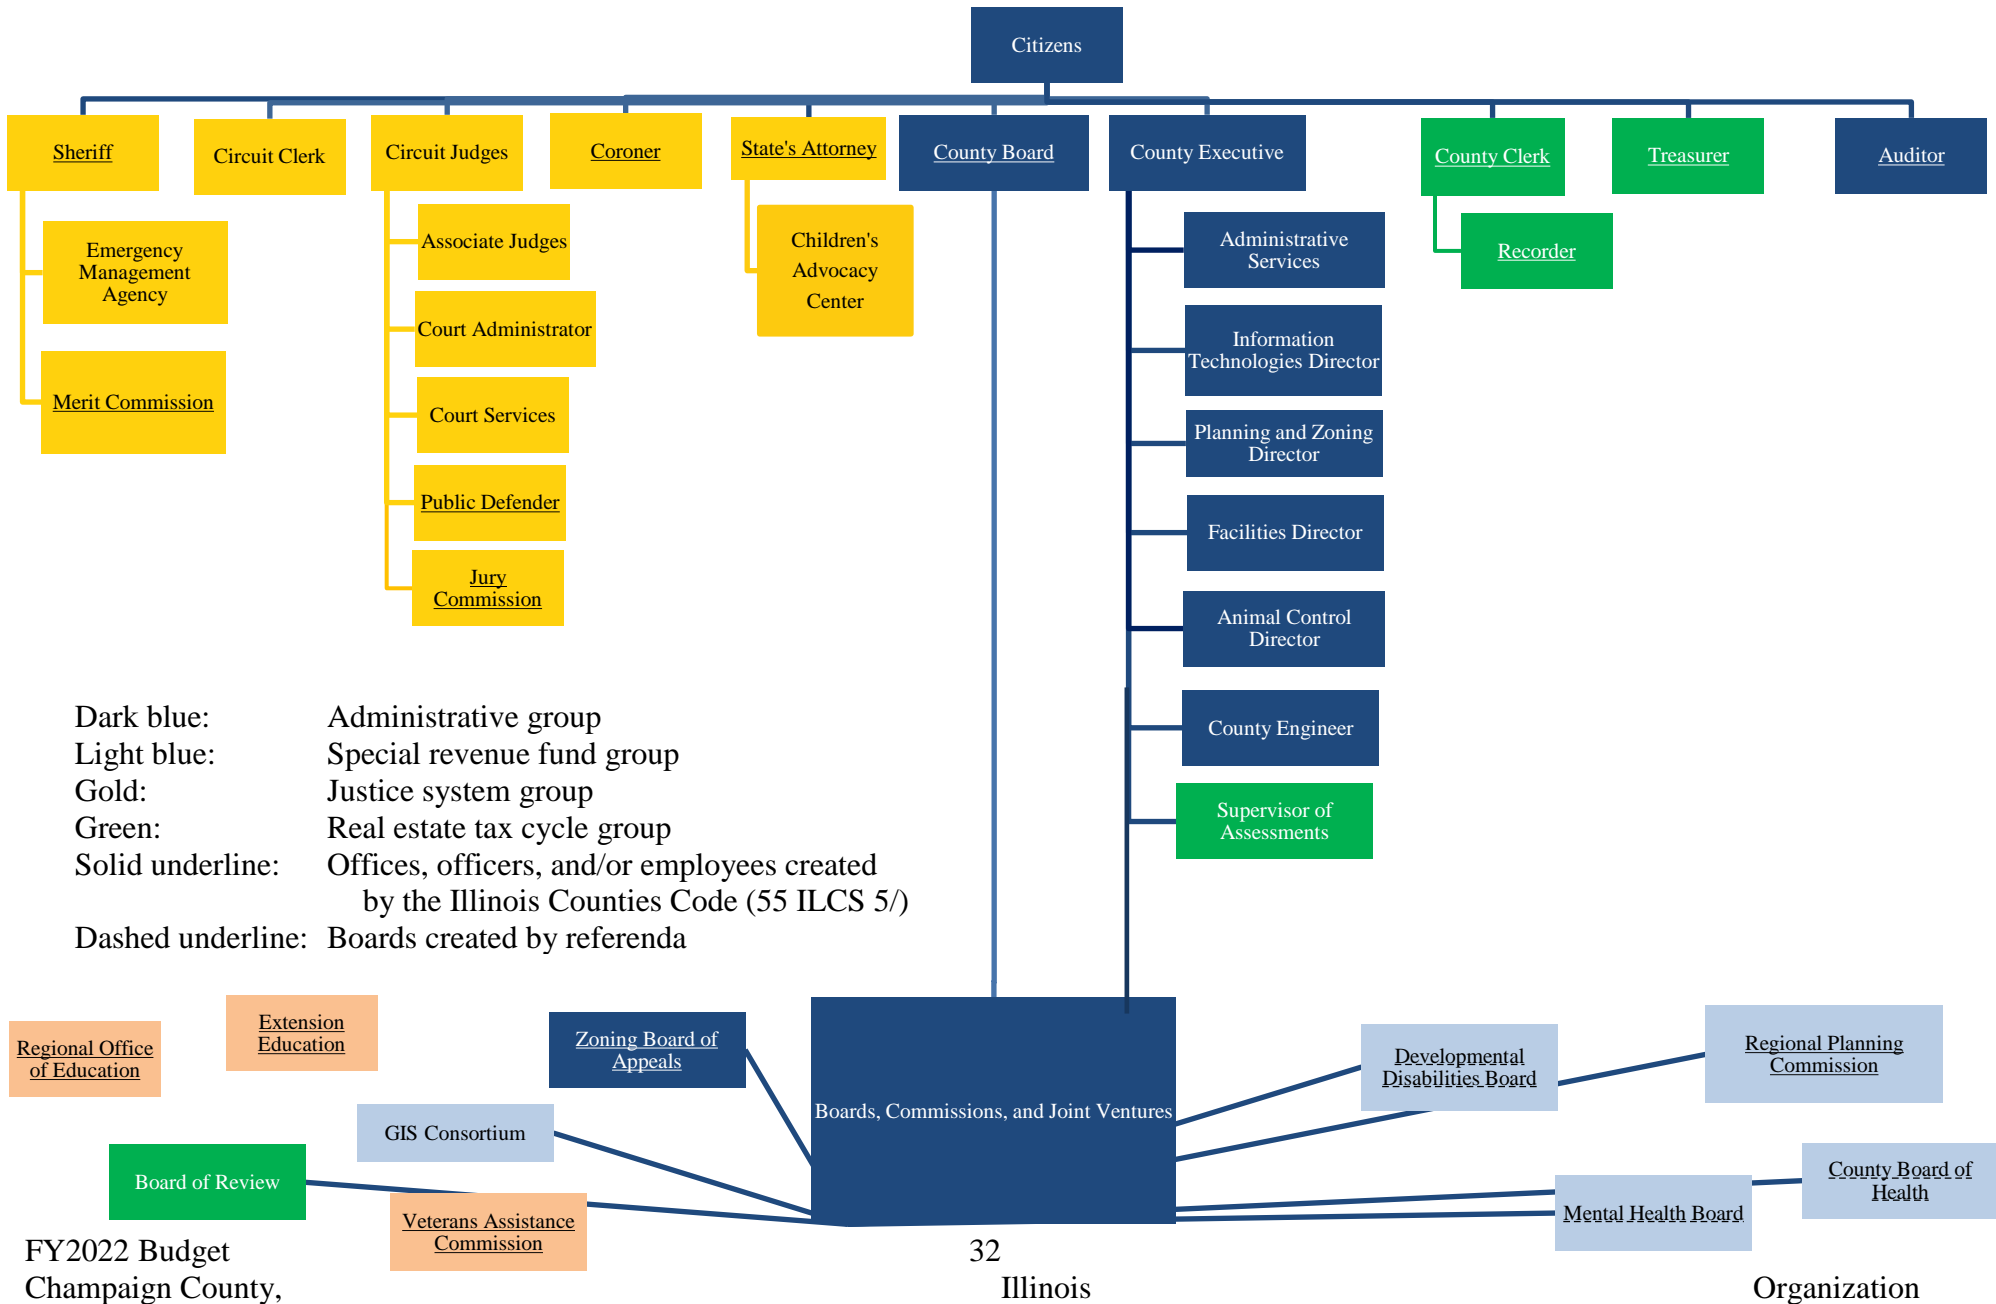 Citizens
Sheriff
Circuit Clerk
Circuit Judges
Coroner
State's Attorney
County Board
County Executive
County Clerk
Treasurer
Auditor
Emergency
Management
Agency
Merit Commission
Associate Judges
Court Administrator
Court Services
Public Defender
Jury
Commission
Children's
Advocacy
Center
Administrative
Services
Information
Technologies Director
Planning and Zoning
Director
Facilities Director
Animal Control
Director
County Engineer
Supervisor of
Assessments
Recorder
Dark blue: Administrative group
Light blue: Special revenue fund group
Gold: Justice system group
Green: Real estate tax cycle group
Solid underline: Offices, officers, and/or employees created
by the Illinois Counties Code (55 ILCS 5/)
Dashed underline: Boards created by referenda
Regional Office
of Education
Extension
Education
Zoning Board of
Appeals
GIS Consortium
Board of Review
Veterans Assistance
Commission
Boards, Commissions, and Joint Ventures
Developmental
Disabilities Board
Regional Planning
Commission
County Board of
Health
Mental Health Board
FY2022 Budget 32
Champaign County, Illinois Organization